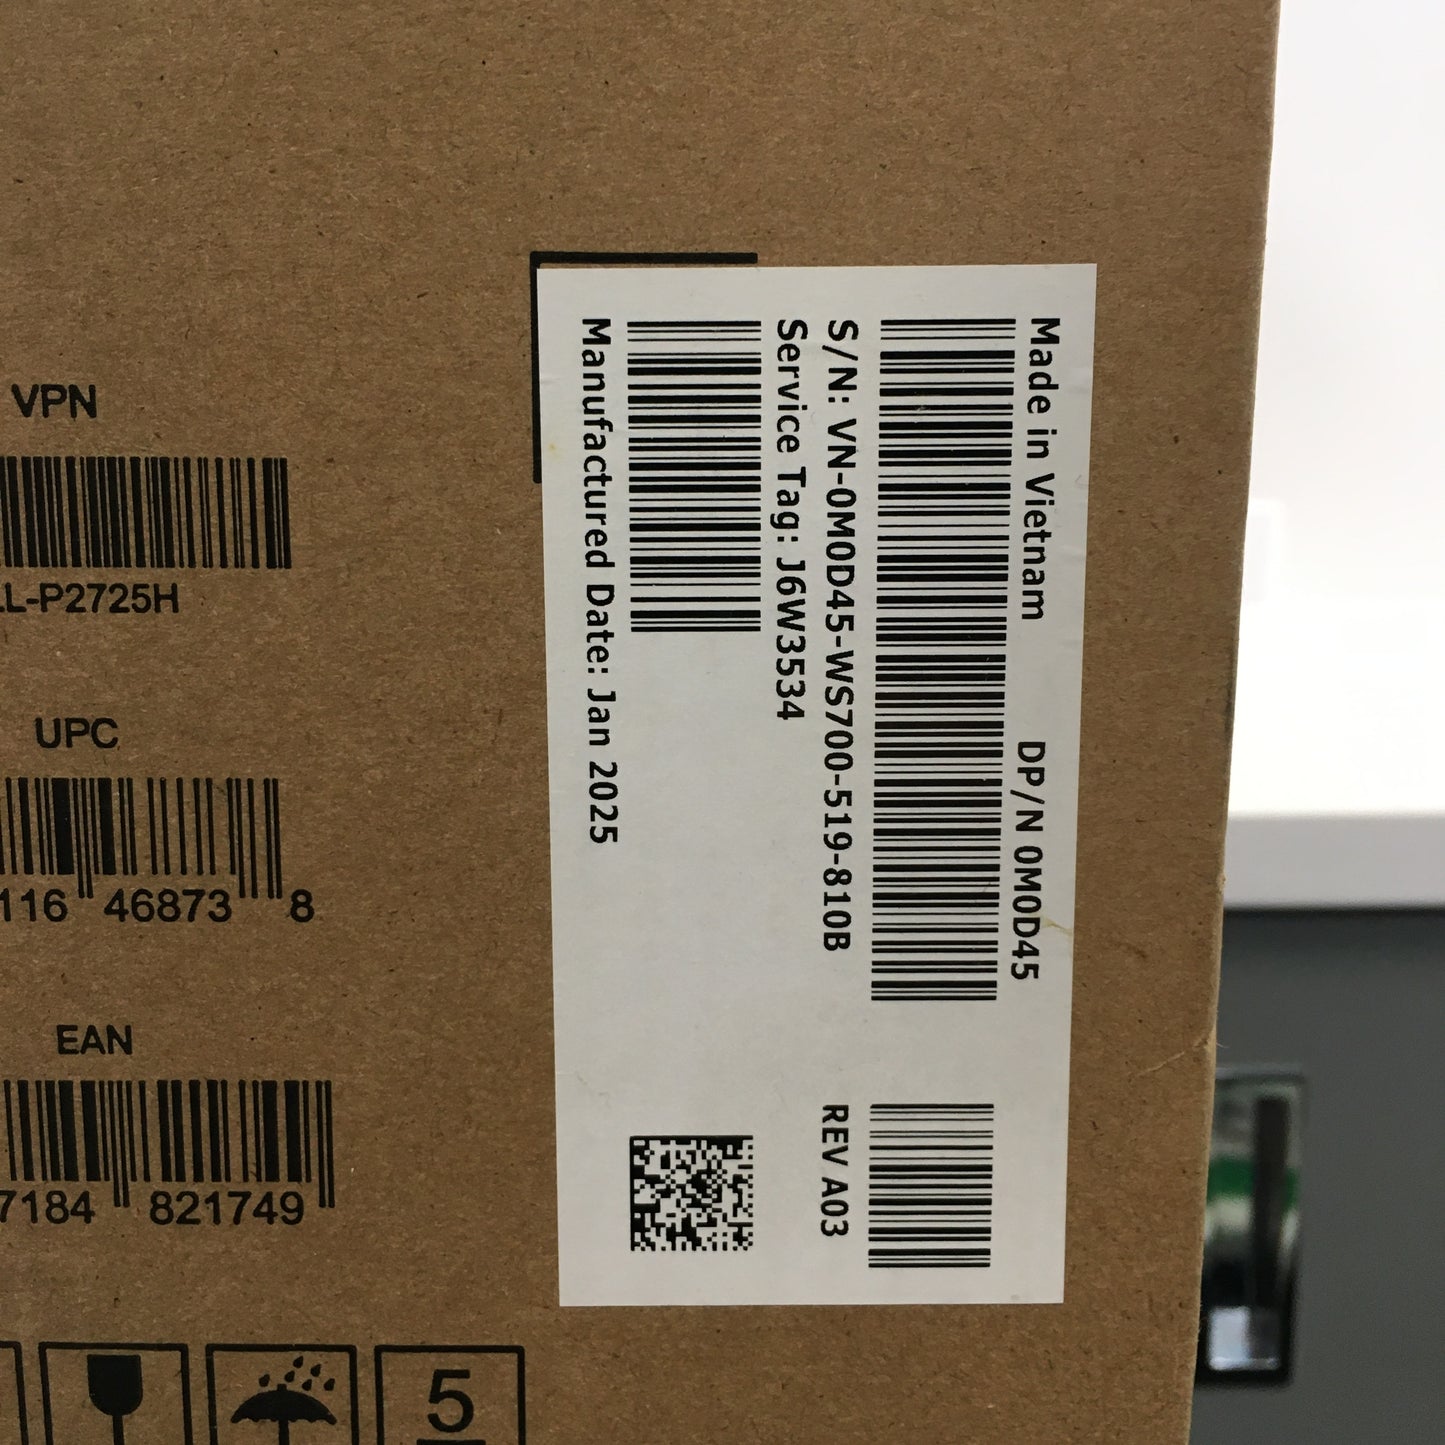 VPN
LL-P2725H
UPC
116 46873 8
EAN
7184 821749
5
Made in Vietnam DP/N 0M0D45
S/N: VN-0M0D45-WS700-519-810B REV A03
Service Tag: J6W3534
Manufactured Date: Jan 2025